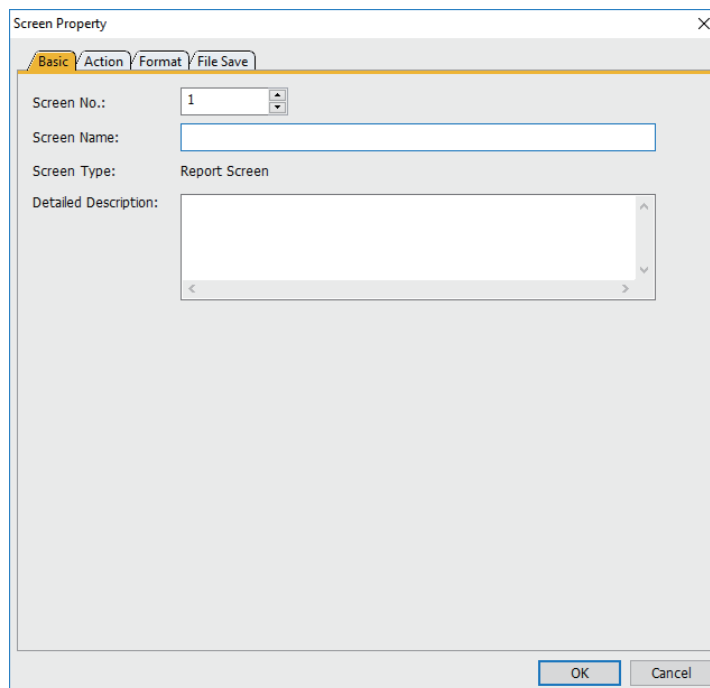 Screen Property
Basic Action Format File Save
Screen No.: 1
Screen Name:
Screen Type: Report Screen
Detailed Description:
OK Cancel